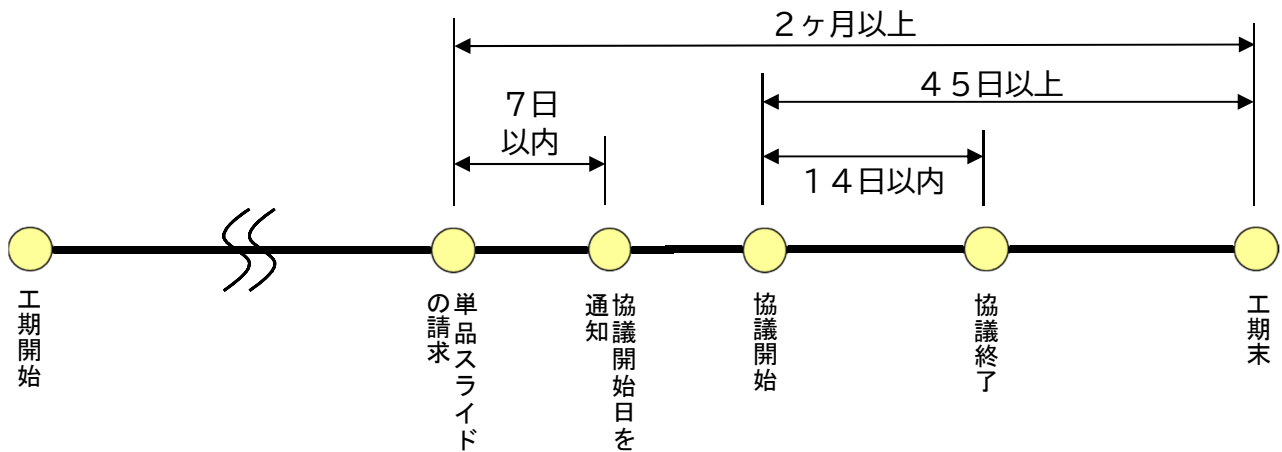 ２ヶ月以上
４５日以上
７日
以内
１４日以内
工期開始
単品スライド
の請求
協議開始日を
通知
協議開始
協議終了
工期末